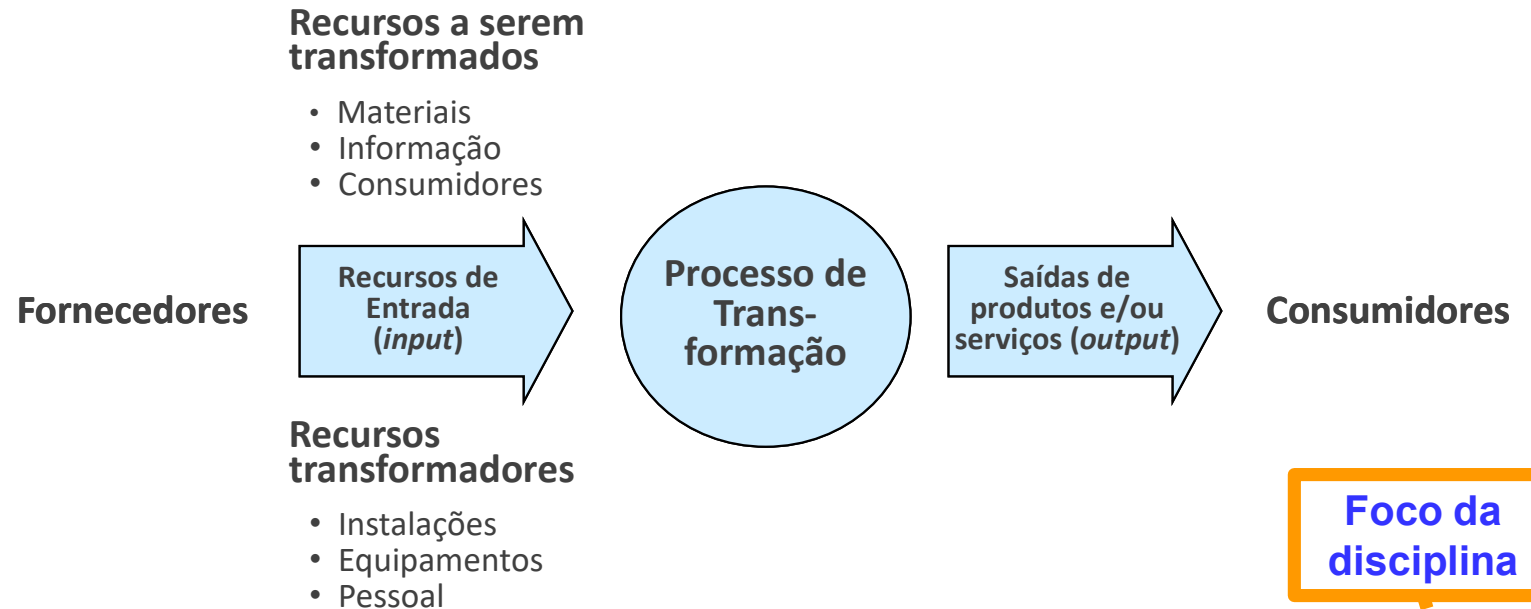 Recursos a serem
transformados
• Materiais
• Informação
• Consumidores
Fornecedores
Recursos de
Entrada
(input)
Processo de
Trans-
formação
Saídas de
produtos e/ou
serviços (output)
Consumidores
Recursos
transformadores
• Instalações
• Equipamentos
• Pessoal
Foco da
disciplina